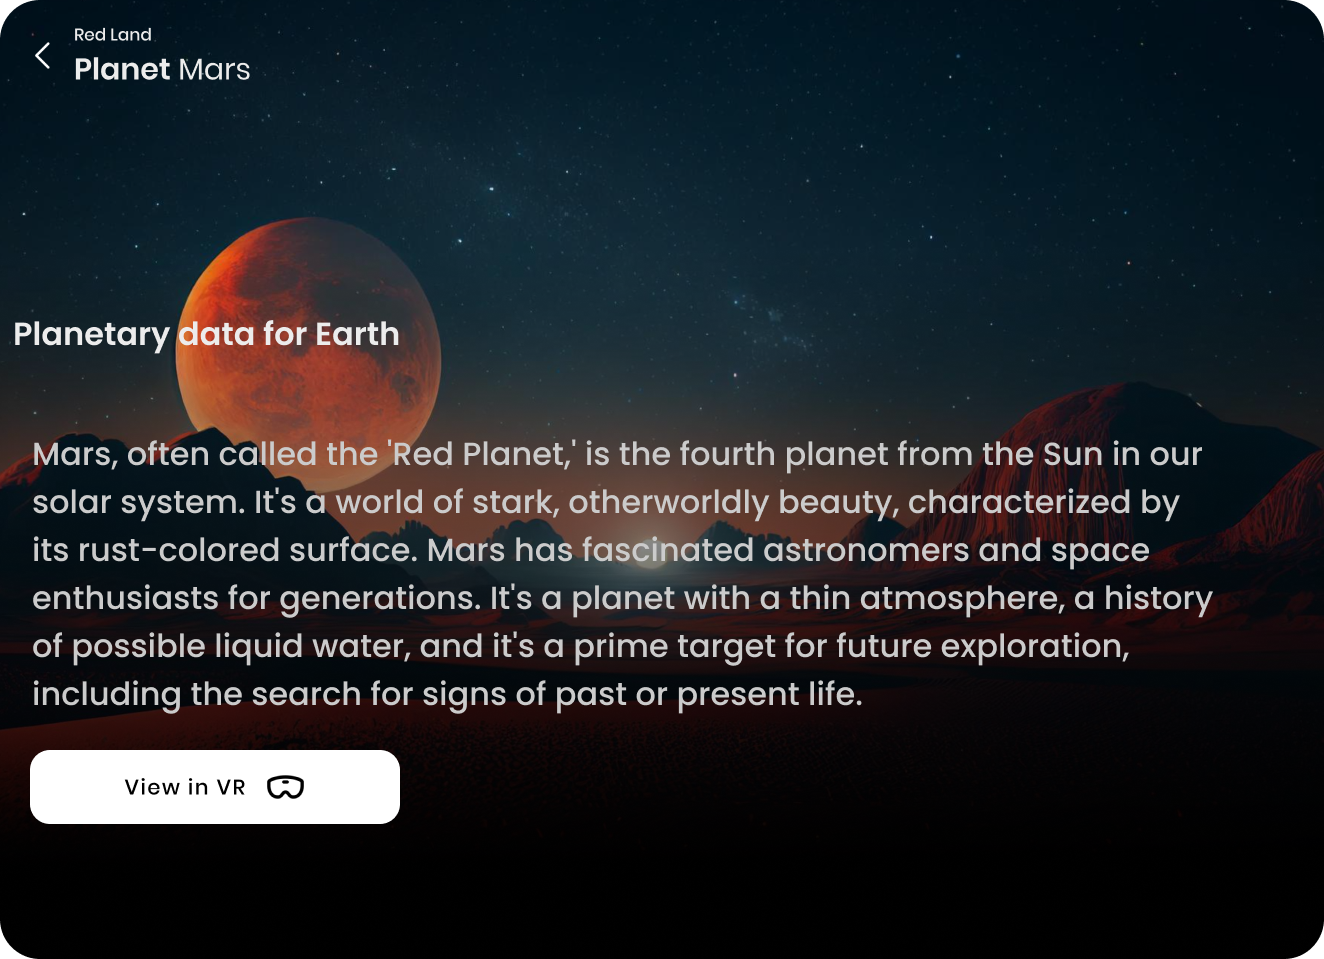 Red Land
Planet Mars
Planetary data for Earth
Mars, often called the 'Red Planet,' is the fourth planet from the Sun in our
solar system. It's a world of stark, otherworldly beauty, characterized by
its rust-colored surface. Mars has fascinated astronomers and space
enthusiasts for generations. It's a planet with a thin atmosphere, a history
of possible liquid water, and it's a prime target for future exploration,
including the search for signs of past or present life.
View in VR